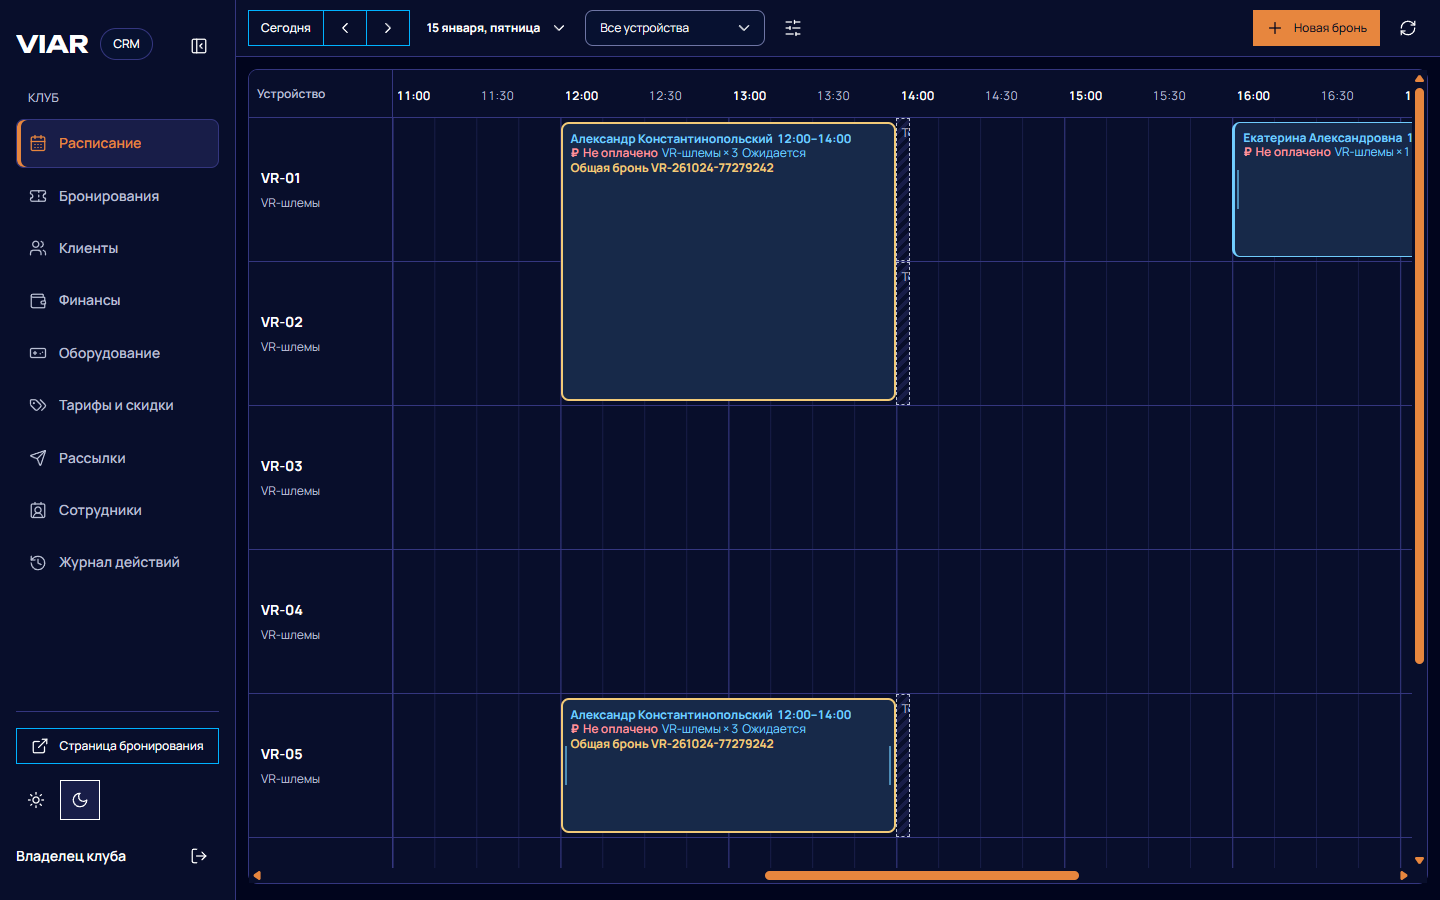 VIAR CRM
Сегодня
15 января, пятница
Все устройства
Новая бронь
КЛУБ
Расписание
Бронирования
Клиенты
Финансы
Оборудование
Тарифы и скидки
Рассылки
Сотрудники
Журнал действий
Страница бронирования
Владелец клуба
Устройство
11:00 11:30 12:00 12:30 13:00 13:30 14:00 14:30 15:00 15:30 16:00 16:30 1
VR-01
VR-шлемы
Александр Константинопольский 12:00–14:00
₽ Не оплачено VR-шлемы × 3 Ожидается
Общая бронь VR-261024-77279242
Екатерина Александровна 1
₽ Не оплачено VR-шлемы × 1
VR-02
VR-шлемы
VR-03
VR-шлемы
VR-04
VR-шлемы
VR-05
VR-шлемы
Александр Константинопольский 12:00–14:00
₽ Не оплачено VR-шлемы × 3 Ожидается
Общая бронь VR-261024-77279242